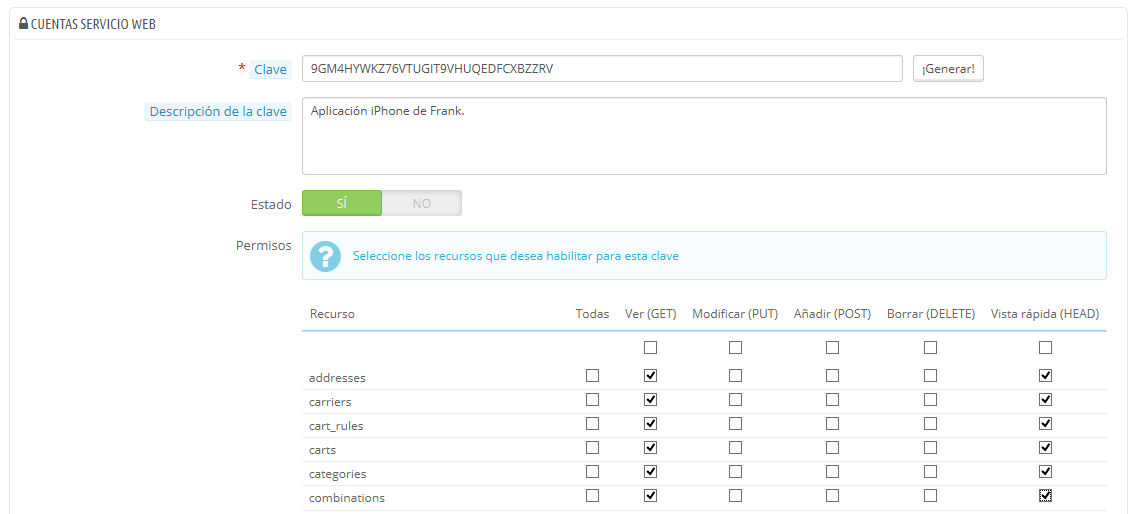 CUENTAS SERVICIO WEB
* Clave 9GM4HYWKZ76VTUGIT9VHUQEDFCXBZZRV ¡Generar!
Descripción de la clave Aplicación iPhone de Frank.
Estado SÍ NO
Permisos ? Seleccione los recursos que desea habilitar para esta clave
Recurso Todas Ver (GET) Modificar (PUT) Añadir (POST) Borrar (DELETE) Vista rápida (HEAD)
addresses
carriers
cart_rules
carts
categories
combinations